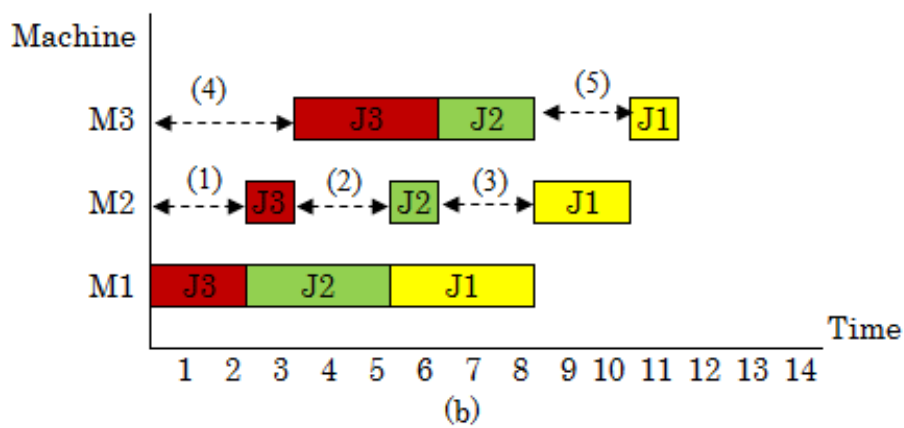 Machine
(4) (5)
M3 J3 J2 J1
(1) (2) (3)
M2 J3 J2 J1
M1 J3 J2 J1
Time
1 2 3 4 5 6 7 8 9 10 11 12 13 14
(b)